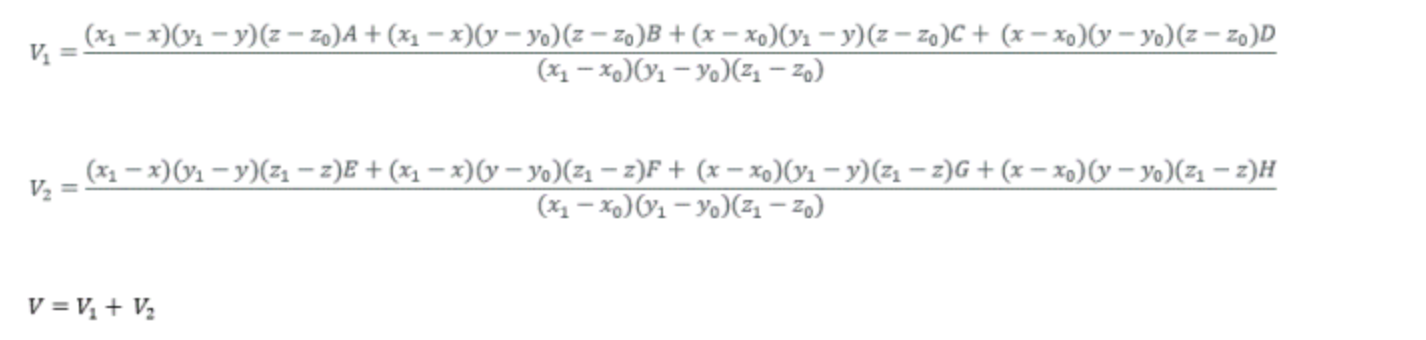 V₁ = (x₁ − x)(y₁ − y)(z − z₀)A + (x₁ − x)(y − y₀)(z − z₀)B + (x − x₀)(y₁ − y)(z − z₀)C + (x − x₀)(y − y₀)(z − z₀)D
(x₁ − x₀)(y₁ − y₀)(z₁ − z₀)
V₂ = (x₁ − x)(y₁ − y)(z₁ − z)E + (x₁ − x)(y − y₀)(z₁ − z)F + (x − x₀)(y₁ − y)(z₁ − z)G + (x − x₀)(y − y₀)(z₁ − z)H
(x₁ − x₀)(y₁ − y₀)(z₁ − z₀)
V = V₁ + V₂